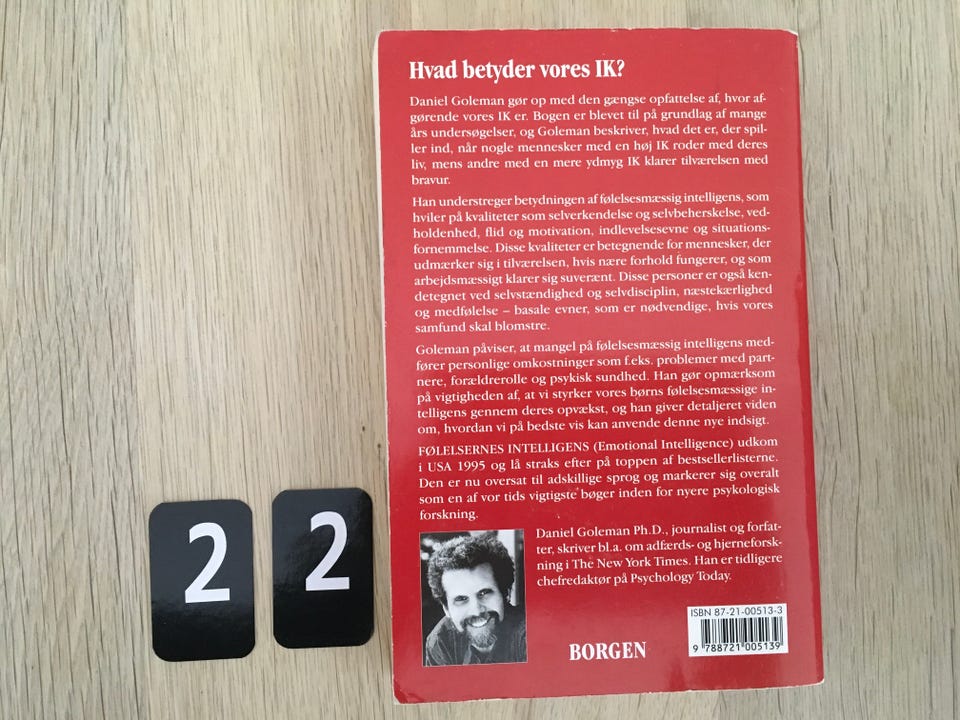 Hvad betyder vores IK?
Daniel Goleman gør op med den gængse opfattelse af, hvor af-
gørende vores IK er. Bogen er blevet til på grundlag af mange
års undersøgelser, og Goleman beskriver, hvad det er, der spil-
ler ind, når nogle mennesker med en høj IK roder med deres
liv, mens andre med en mere ydmyg IK klarer tilværelsen med
bravur.
Han understreger betydningen af følelsesmæssig intelligens, som
hviler på kvaliteter som selverkendelse og selvbeherskelse, ved-
holdenhed, flid og motivation, indlevelsesevne og situations-
fornemmelse. Disse kvaliteter er betegnende for mennesker, der
udmærker sig i tilværelsen, hvis nære forhold fungerer, og som
arbejdsmæssigt klarer sig suverænt. Disse personer er også ken-
detegnet ved selvstændighed og selvdisciplin, næstekærlighed
og medfølelse – basale evner, som er nødvendige, hvis vores
samfund skal blomstre.
Goleman påviser, at mangel på følelsesmæssig intelligens med-
fører personlige omkostninger som f.eks. problemer med part-
nere, forældrerolle og psykisk sundhed. Han gør opmærksom
på vigtigheden af, at vi styrker vores børns følelsesmæssige in-
telligens gennem deres opvækst, og han giver detaljeret viden
om, hvordan vi på bedste vis kan anvende denne nye indsigt.
FØLELSERNES INTELLIGENS (Emotional Intelligence) udkom
i USA 1995 og lå straks efter på toppen af bestsellerlisterne.
Den er nu oversat til adskillige sprog og markerer sig overalt
som en af vor tids vigtigste bøger inden for nyere psykologisk
forskning.
Daniel Goleman Ph.D., journalist og forfat-
ter, skriver bl.a. om adfærds- og hjerneforsk-
ning i The New York Times. Han er tidligere
chefredaktør på Psychology Today.
ISBN 87-21-00513-3
9 788721 005139
BORGEN
2 2